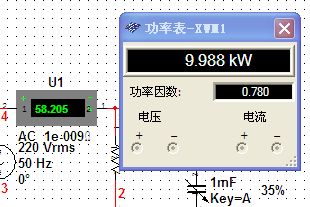 功率表-XWM1
9.988 kW
功率因数:
0.780
电压
电流
+
−
+
−
U1
+
58.205
a
4
1
AC 1e-009
220 Vrms
50 Hz
0°
3
2
1mF
Key=A
35%